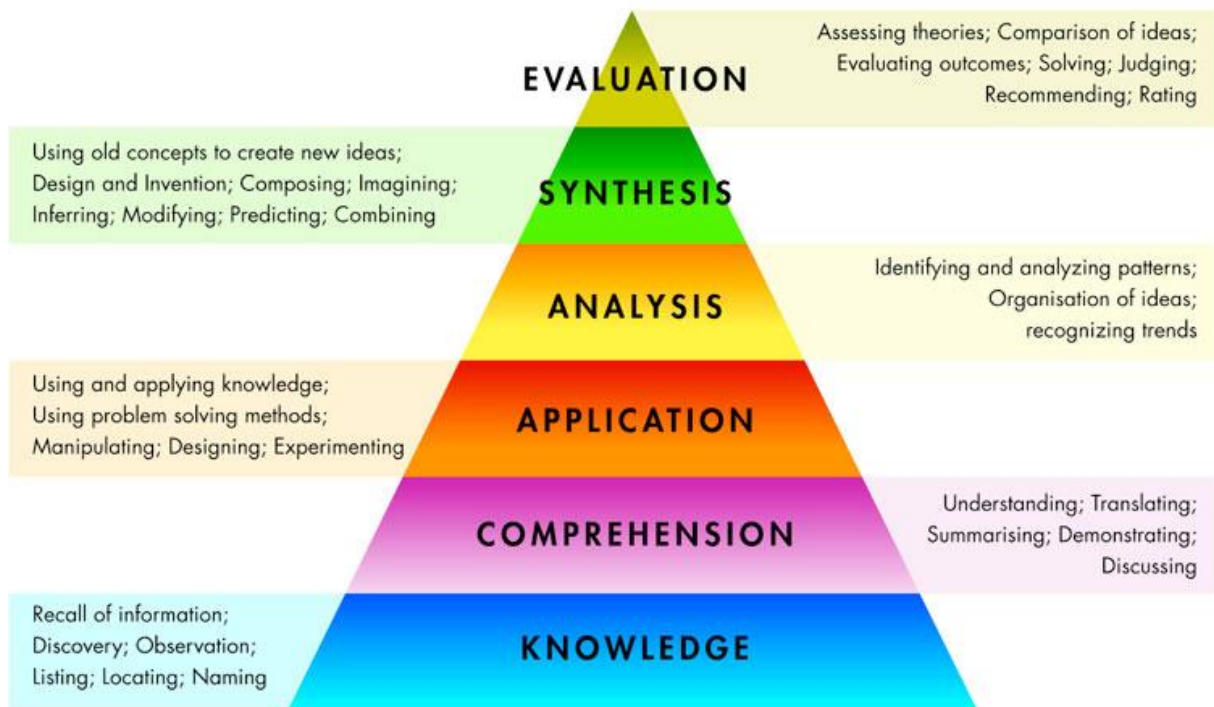 EVALUATION
Assessing theories; Comparison of ideas;
Evaluating outcomes; Solving; Judging;
Recommending; Rating
Using old concepts to create new ideas;
Design and Invention; Composing; Imagining;
Inferring; Modifying; Predicting; Combining
SYNTHESIS
ANALYSIS
Identifying and analyzing patterns;
Organisation of ideas;
recognizing trends
Using and applying knowledge;
Using problem solving methods;
Manipulating; Designing; Experimenting
APPLICATION
COMPREHENSION
Understanding; Translating;
Summarising; Demonstrating;
Discussing
Recall of information;
Discovery; Observation;
Listing; Locating; Naming
KNOWLEDGE